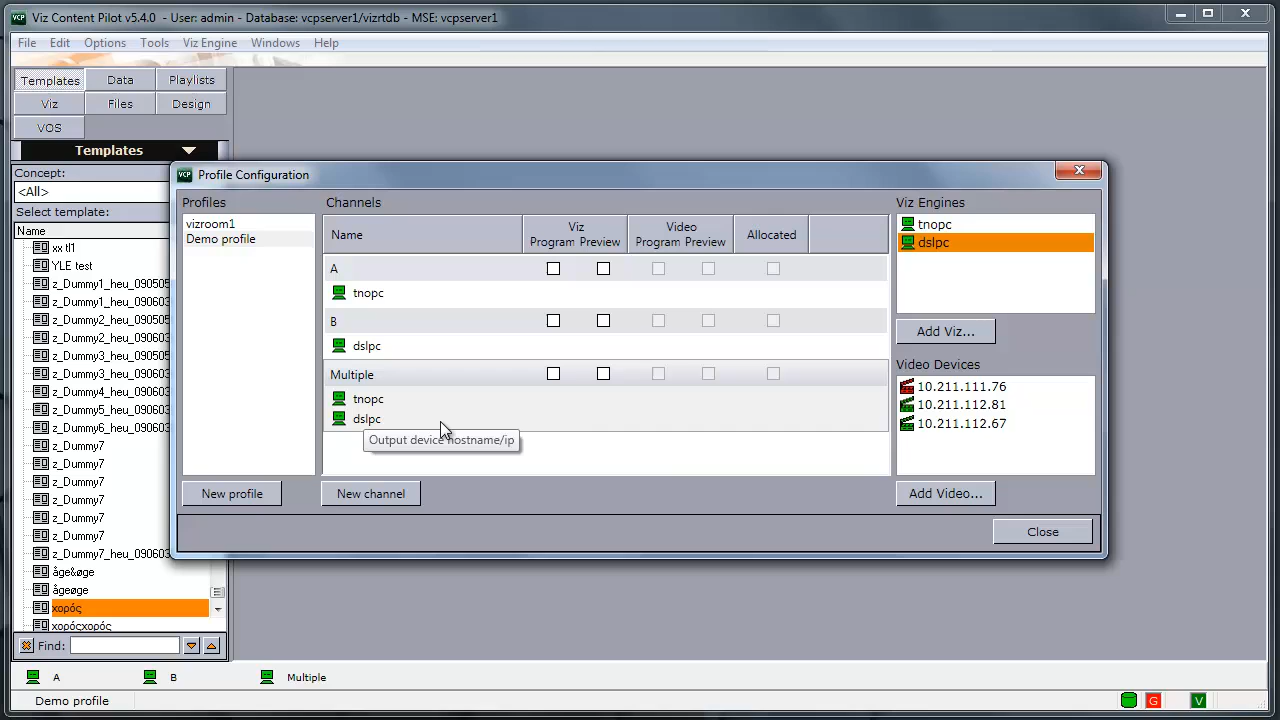 VCP Viz Content Pilot v5.4.0 - User: admin - Database: vcpserver1/vizrtdb - MSE: vcpserver1
File Edit Options Tools Viz Engine Windows Help
Templates Data Playlists
Viz Files Design
VOS
Templates
Concept:
<All>
Select template:
Name
xx tl1
YLE test
z_Dummy1_heu_090505
z_Dummy1_heu_090603
z_Dummy2_heu_090505
z_Dummy2_heu_090603
z_Dummy3_heu_090505
z_Dummy3_heu_090603
z_Dummy4_heu_090603
z_Dummy5_heu_090603
z_Dummy6_heu_090603
z_Dummy7
z_Dummy7
z_Dummy7
z_Dummy7
z_Dummy7
z_Dummy7
z_Dummy7_heu_090603
åge&øge
ågeøge
χορός
χορόςχορός
Find:
VCP Profile Configuration
Profiles
vizroom1
Demo profile
New profile
Channels
Name Viz Program Preview Video Program Preview Allocated
A
tnopc
B
dslpc
Multiple
tnopc
dslpc
Output device hostname/ip
New channel
Viz Engines
tnopc
dslpc
Add Viz...
Video Devices
10.211.111.76
10.211.112.81
10.211.112.67
Add Video...
Close
A B Multiple
Demo profile G V